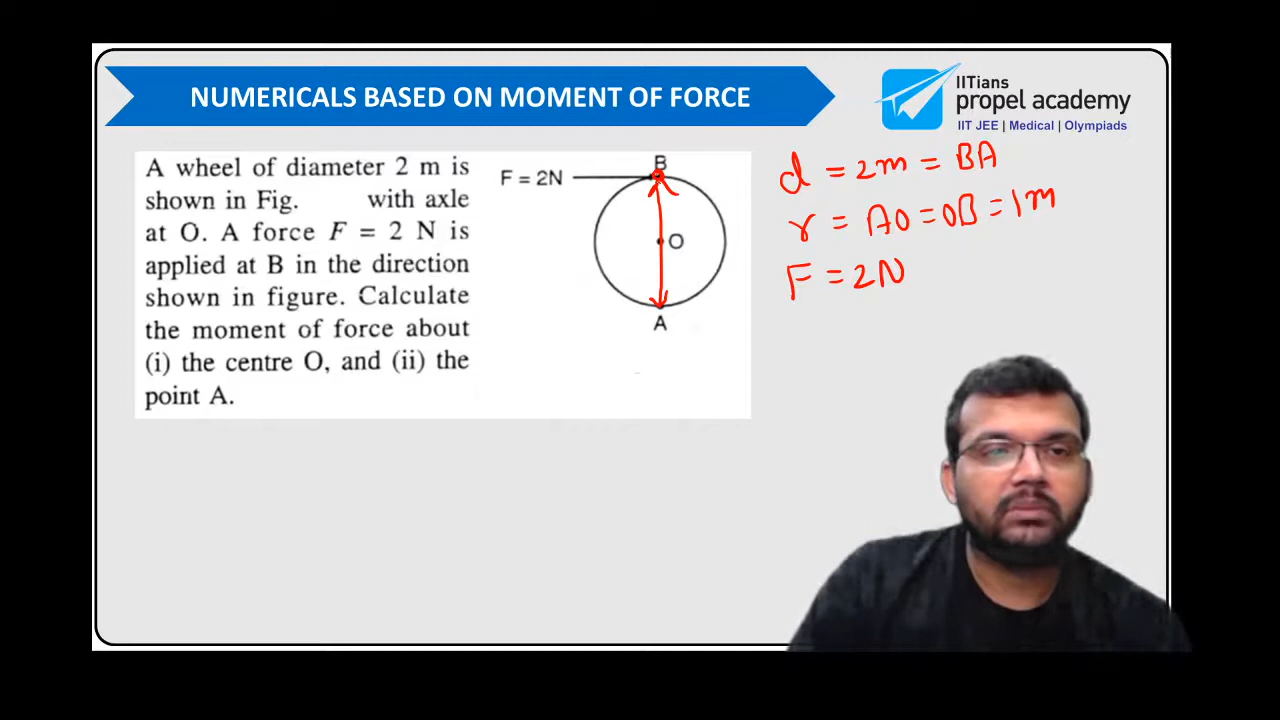 NUMERICALS BASED ON MOMENT OF FORCE
IITians
propel academy
IIT JEE | Medical | Olympiads
A wheel of diameter 2 m is
shown in Fig. with axle
at O. A force F = 2 N is
applied at B in the direction
shown in figure. Calculate
the moment of force about
(i) the centre O, and (ii) the
point A.
B
F = 2N
O
A
d = 2m = BA
r = AO = OB = 1m
F = 2N